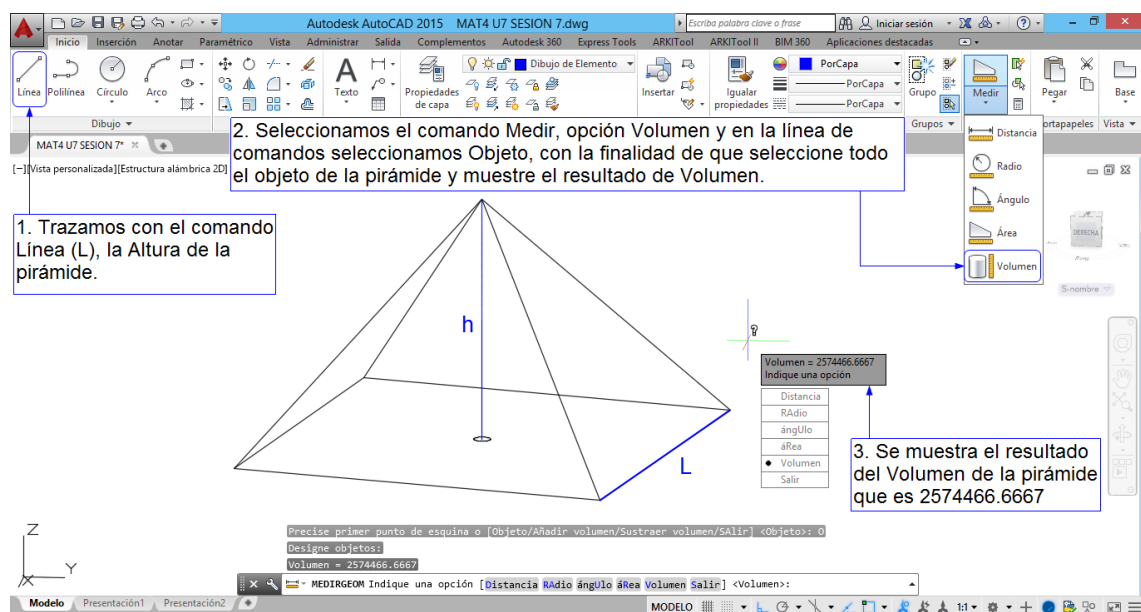 Autodesk AutoCAD 2015 MAT4 U7 SESION 7.dwg
Escriba palabra clave o frase
Iniciar sesión
Inicio Inserción Anotar Paramétrico Vista Administrar Salida Complementos Autodesk 360 Express Tools ARKITool ARKITool II BIM 360 Aplicaciones destacadas
Línea Polilínea Círculo Arco
Texto
Propiedades de capa
Dibujo de Elemento
Insertar
Igualar propiedades
PorCapa
PorCapa
PorCapa
Grupo
Medir
Pegar
Base
Dibujo
Grupos
ortapapeles
Vista
MAT4 U7 SESION 7*
[−][Vista personalizada][Estructura alámbrica 2D]
2. Seleccionamos el comando Medir, opción Volumen y en la línea de
comandos seleccionamos Objeto, con la finalidad de que seleccione todo
el objeto de la pirámide y muestre el resultado de Volumen.
Distancia
Radio
Ángulo
Área
Volumen
1. Trazamos con el comando
Línea (L), la Altura de la
pirámide.
DERECHA
S-nombre
h
L
Volumen = 2574466.6667
Indique una opción
Distancia
RAdio
ángUlo
áRea
Volumen
Salir
3. Se muestra el resultado
del Volumen de la pirámide
que es 2574466.6667
Z
Y
X
Precise primer punto de esquina o [Objeto/Añadir volumen/Sustraer volumen/SAlir] <Objeto>: O
Designe objetos:
Volumen = 2574466.6667
MEDIRGEOM Indique una opción [Distancia RAdio ángUlo áRea Volumen Salir] <Volumen>:
Modelo Presentación1 Presentación2
MODELO
1:1